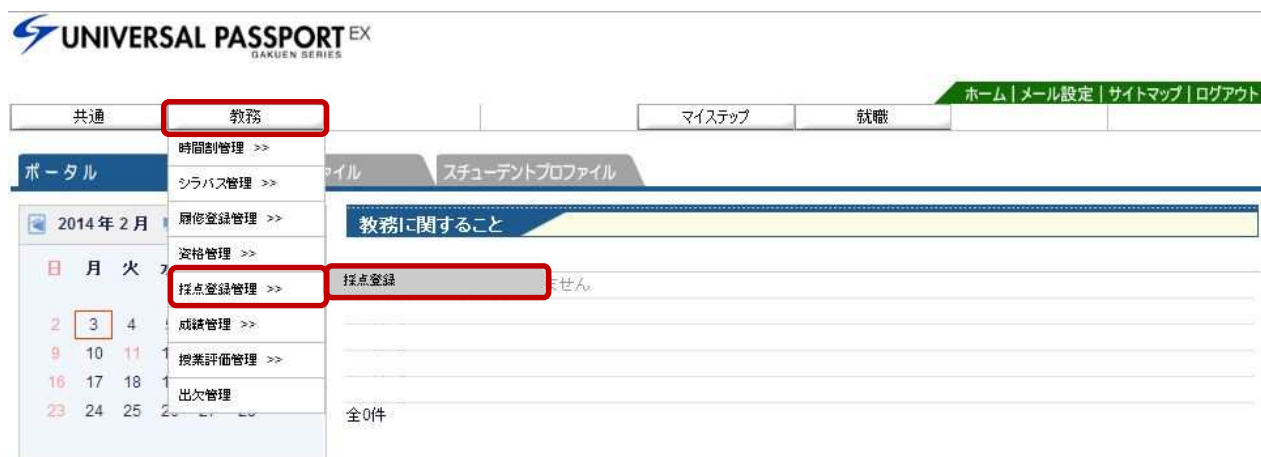 UNIVERSAL PASSPORT EX
GAKUEN SERIES
ホーム | メール設定 | サイトマップ | ログアウト
共通 教務 マイステップ 就職
時間割管理 >>
ポータル ァイル スチューデントプロファイル
シラバス管理 >>
2014年2月 履修登録管理 >> 教務に関すること
資格管理 >>
日 月 火
採点登録管理 >> 採点登録 ません
2 3 4 成績管理 >>
9 10 11 1 授業評価管理 >>
16 17 18 1
出欠管理
23 24 25
全0件